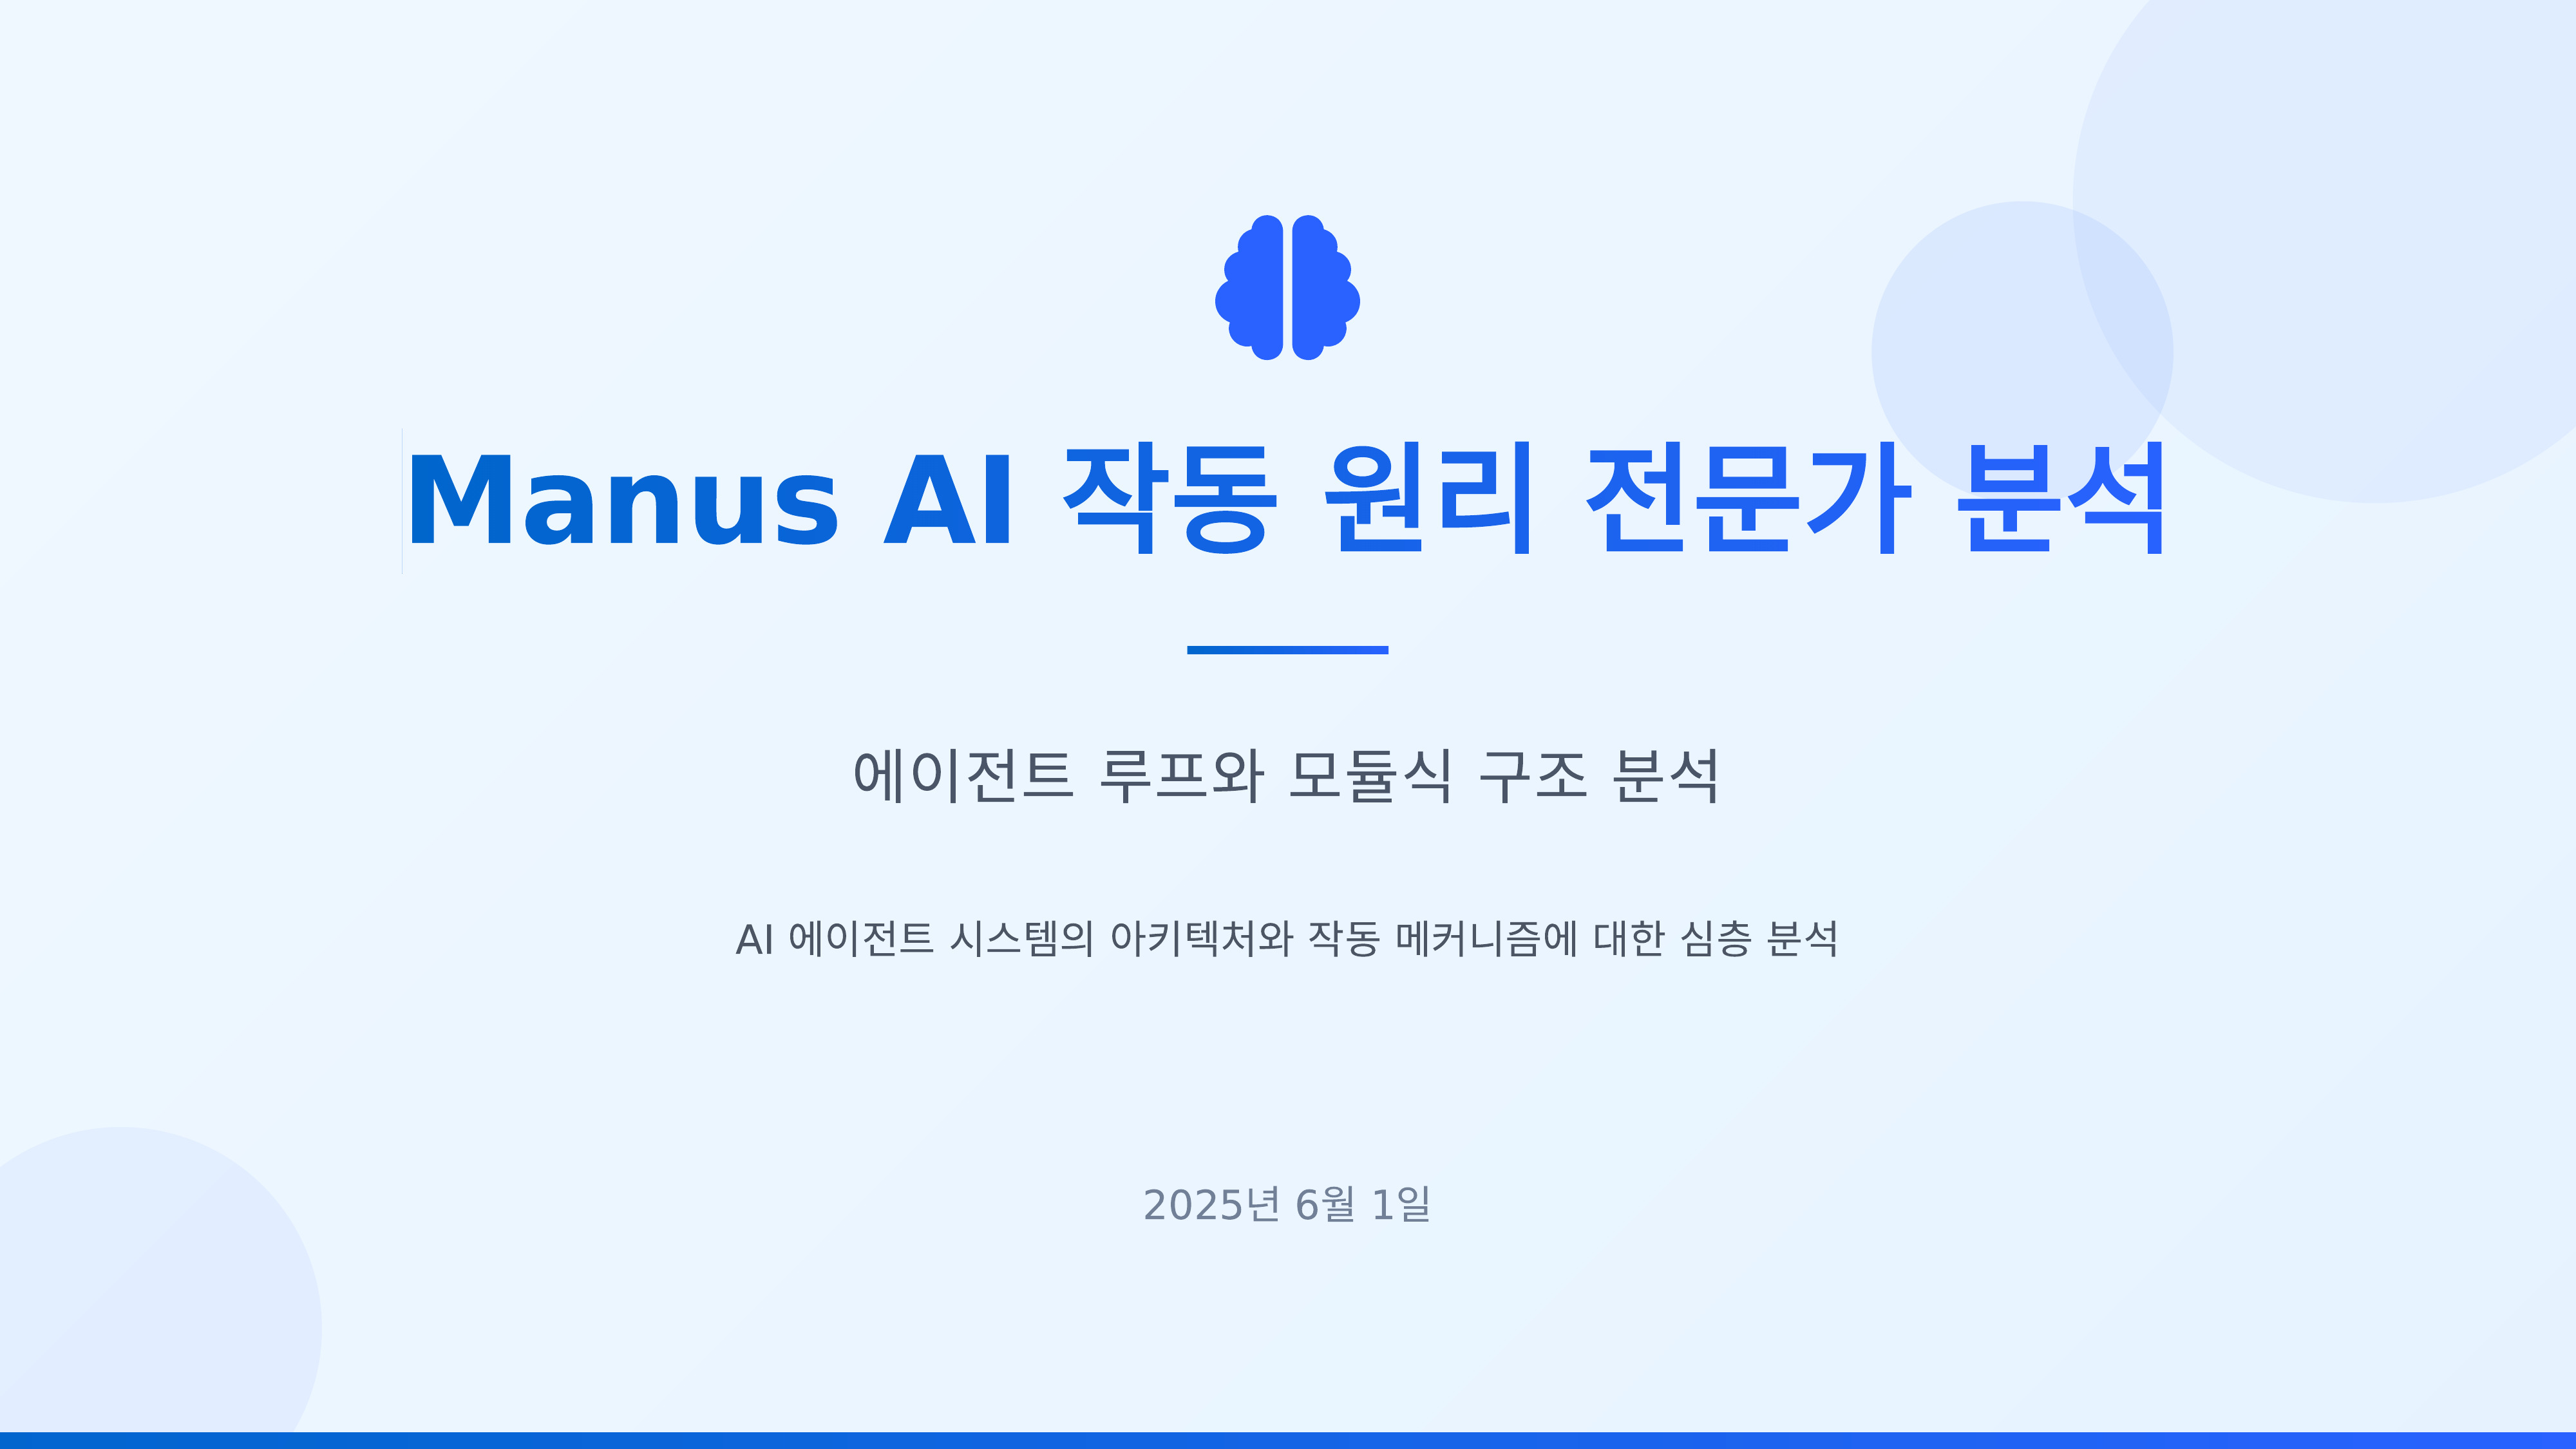 Manus AI 작동 원리 전문가 분석
에이전트 루프와 모듈식 구조 분석
AI 에이전트 시스템의 아키텍처와 작동 메커니즘에 대한 심층 분석
2025년 6월 1일